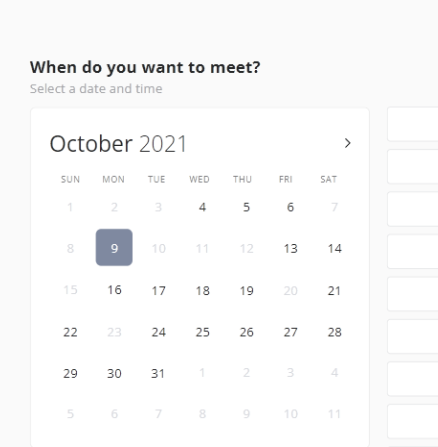 When do you want to meet?
Select a date and time
October 2021
SUN MON TUE WED THU FRI SAT
1 2 3 4 5 6 7
8 9 10 11 12 13 14
15 16 17 18 19 20 21
22 23 24 25 26 27 28
29 30 31 1 2 3 4
5 6 7 8 9 10 11